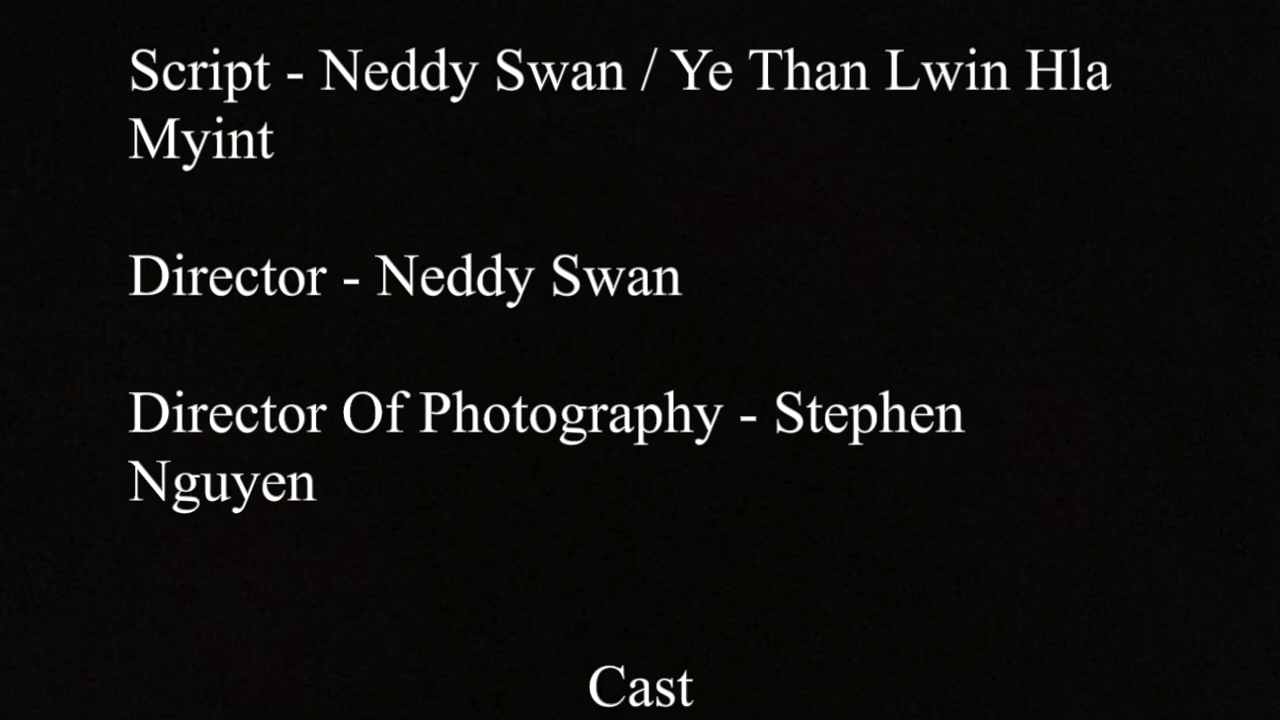 Script - Neddy Swan / Ye Than Lwin Hla
Myint
Director - Neddy Swan
Director Of Photography - Stephen
Nguyen
Cast